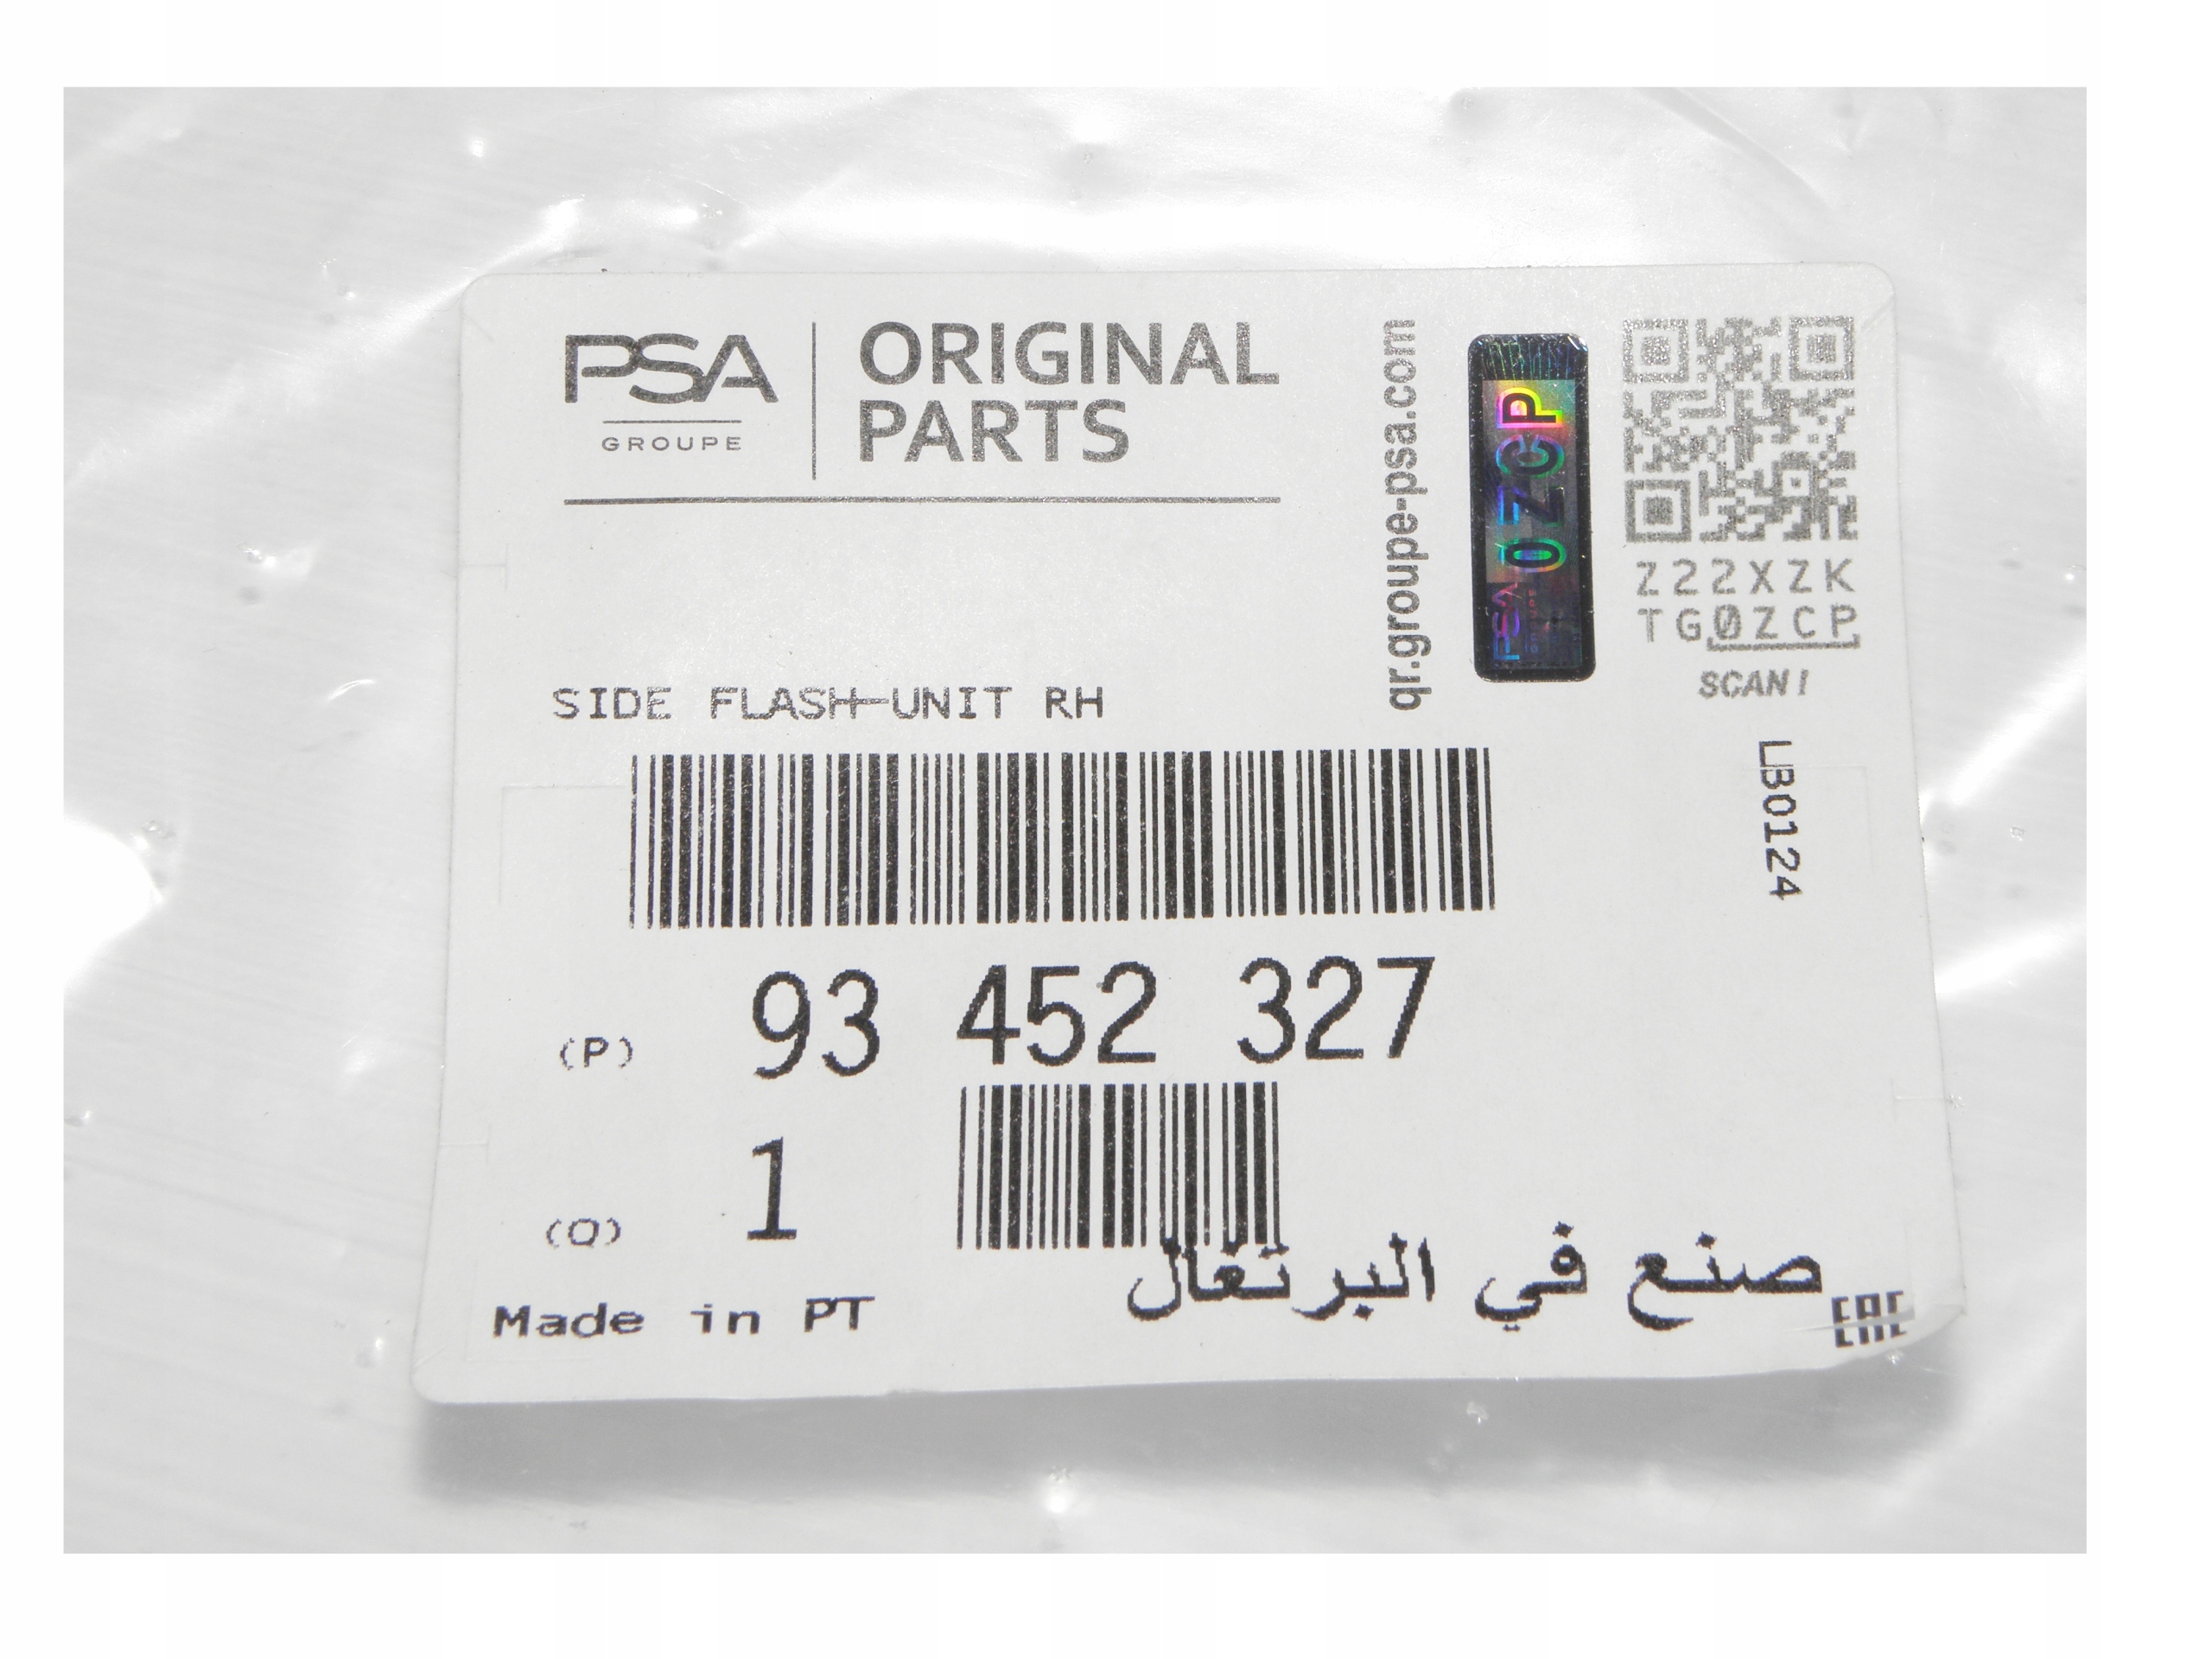 PSA
GROUPE
ORIGINAL
PARTS
qr.groupe-psa.com
PSA 0ZCP
Z22XZK
TG0ZCP
SCAN!
SIDE FLASH-UNIT RH
LB0124
(P) 93 452 327
(Q) 1
صنع في البرتغال
Made in PT
EAC